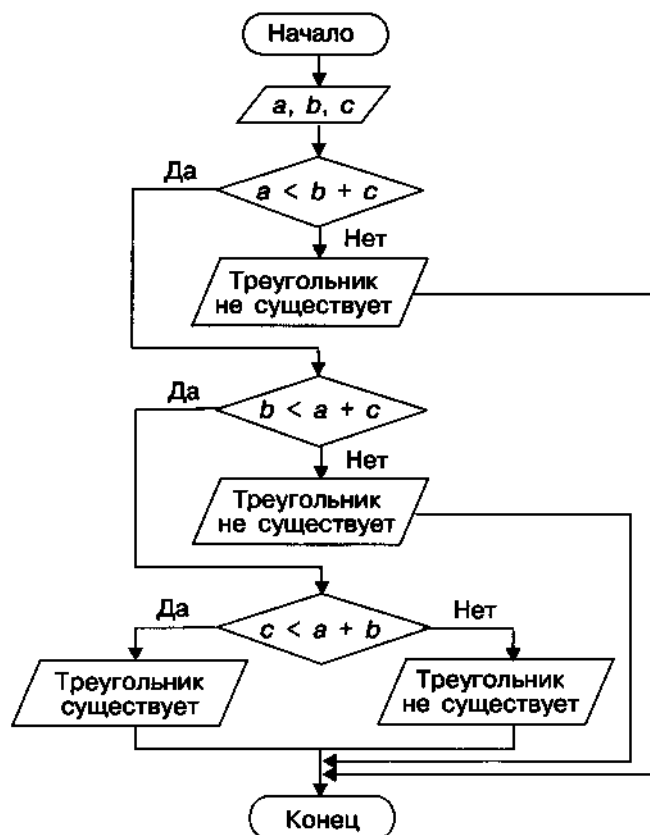 Начало
a, b, c
Да
a < b + c
Нет
Треугольник
не существует
Да
b < a + c
Нет
Треугольник
не существует
Да
c < a + b
Нет
Треугольник
существует
Треугольник
не существует
Конец